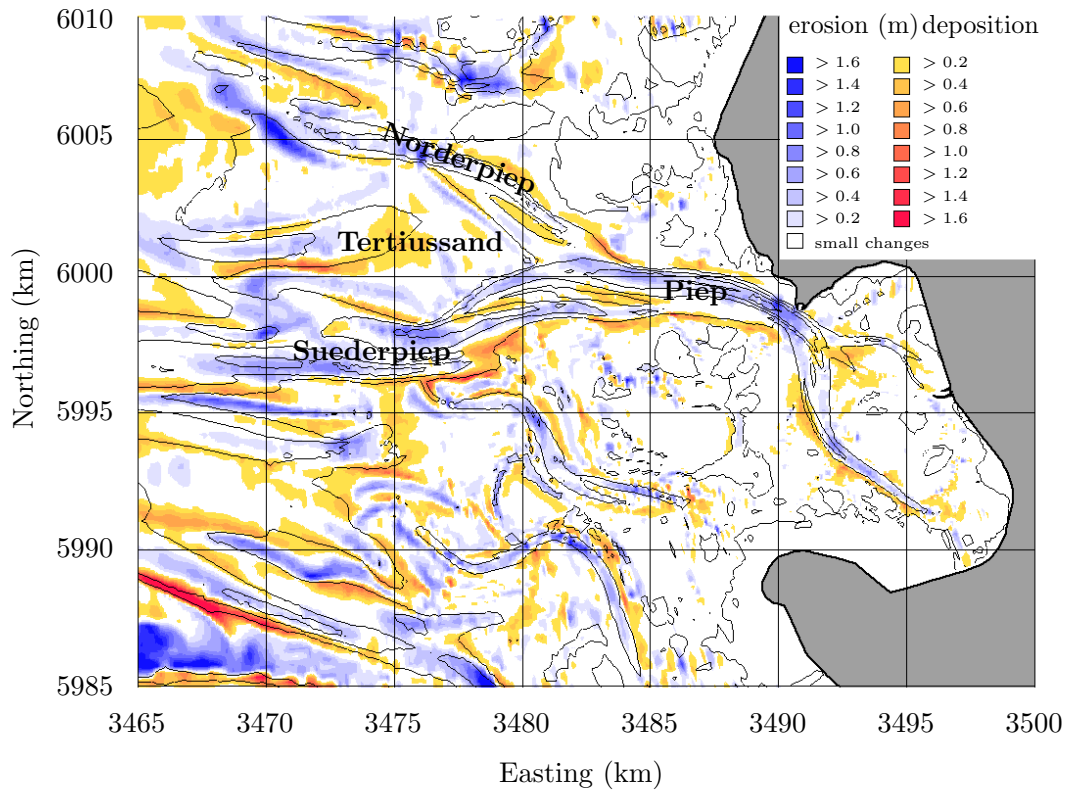 6010
6005
6000
5995
5990
5985
Northing (km)
3465 3470 3475 3480 3485 3490 3495 3500
Easting (km)
erosion (m) deposition
> 1.6 > 0.2
> 1.4 > 0.4
> 1.2 > 0.6
> 1.0 > 0.8
> 0.8 > 1.0
> 0.6 > 1.2
> 0.4 > 1.4
> 0.2 > 1.6
small changes
Norderpiep
Tertiussand
Piep
Suederpiep